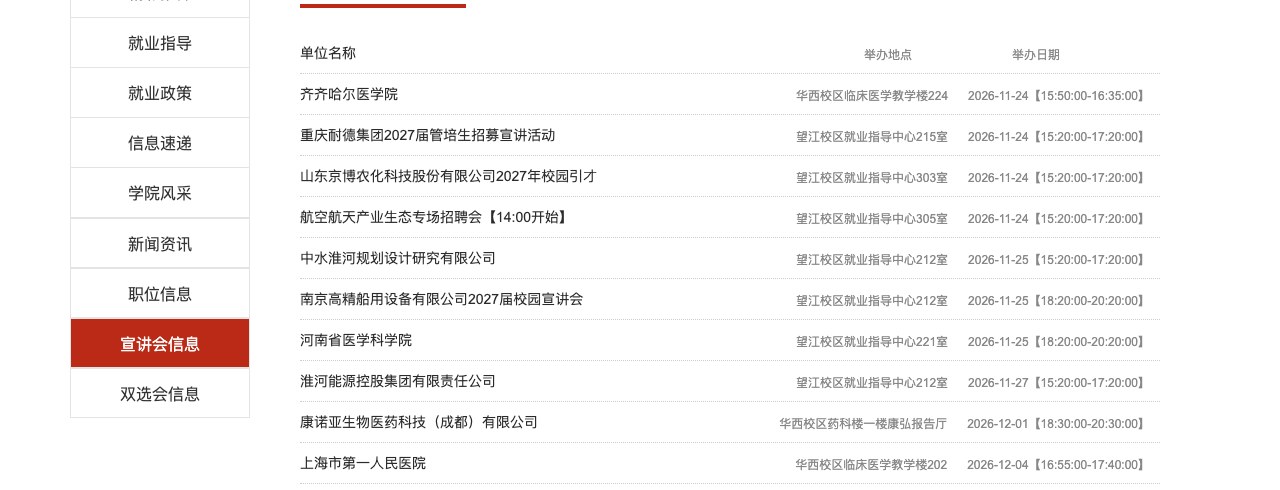 就业指导
就业政策
信息速递
学院风采
新闻资讯
职位信息
宣讲会信息
双选会信息
单位名称 举办地点 举办日期
齐齐哈尔医学院 华西校区临床医学教学楼224 2026-11-24【15:50:00-16:35:00】
重庆耐德集团2027届管培生招募宣讲活动 望江校区就业指导中心215室 2026-11-24【15:20:00-17:20:00】
山东京博农化科技股份有限公司2027年校园引才 望江校区就业指导中心303室 2026-11-24【15:20:00-17:20:00】
航空航天产业生态专场招聘会【14:00开始】 望江校区就业指导中心305室 2026-11-24【15:20:00-17:20:00】
中水淮河规划设计研究有限公司 望江校区就业指导中心212室 2026-11-25【15:20:00-17:20:00】
南京高精船用设备有限公司2027届校园宣讲会 望江校区就业指导中心212室 2026-11-25【18:20:00-20:20:00】
河南省医学科学院 望江校区就业指导中心221室 2026-11-25【18:20:00-20:20:00】
淮河能源控股集团有限责任公司 望江校区就业指导中心212室 2026-11-27【15:20:00-17:20:00】
康诺亚生物医药科技（成都）有限公司 华西校区药科楼一楼康弘报告厅 2026-12-01【18:30:00-20:30:00】
上海市第一人民医院 华西校区临床医学教学楼202 2026-12-04【16:55:00-17:40:00】